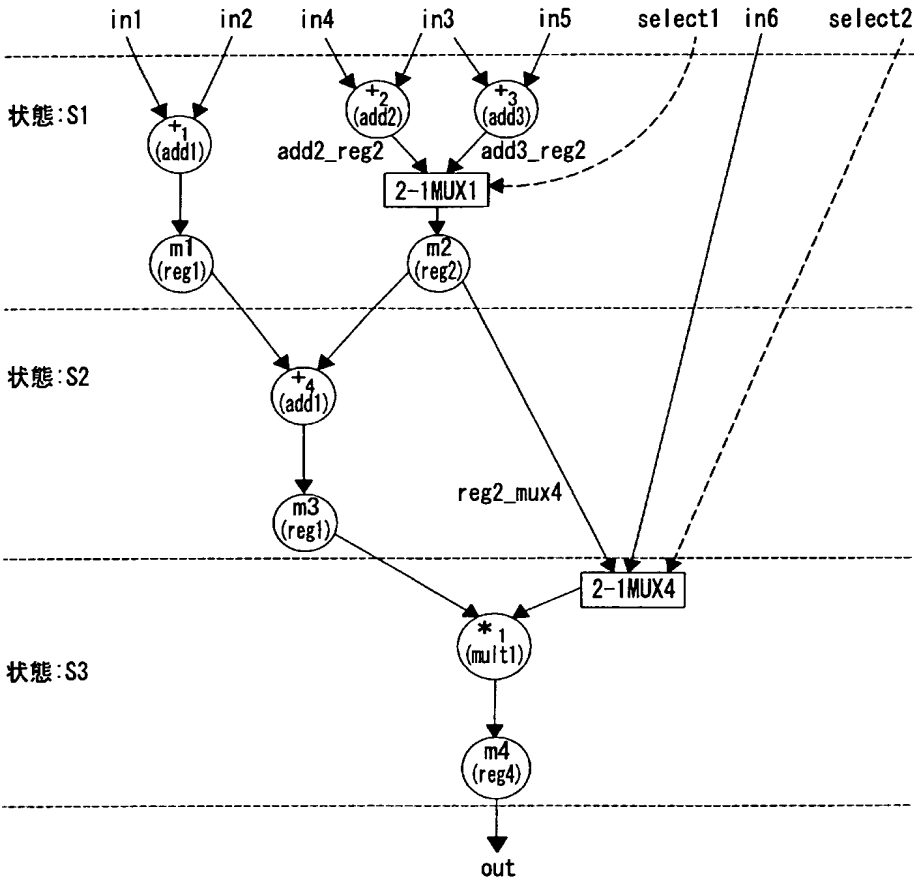 in1 in2 in4 in3 in5 select1 in6 select2
状態:S1
+1
(add1)
+2
(add2)
+3
(add3)
add2_reg2
add3_reg2
2-1MUX1
m1
(reg1)
m2
(reg2)
状態:S2
+4
(add1)
reg2_mux4
m3
(reg1)
2-1MUX4
状態:S3
*1
(mult1)
m4
(reg4)
out